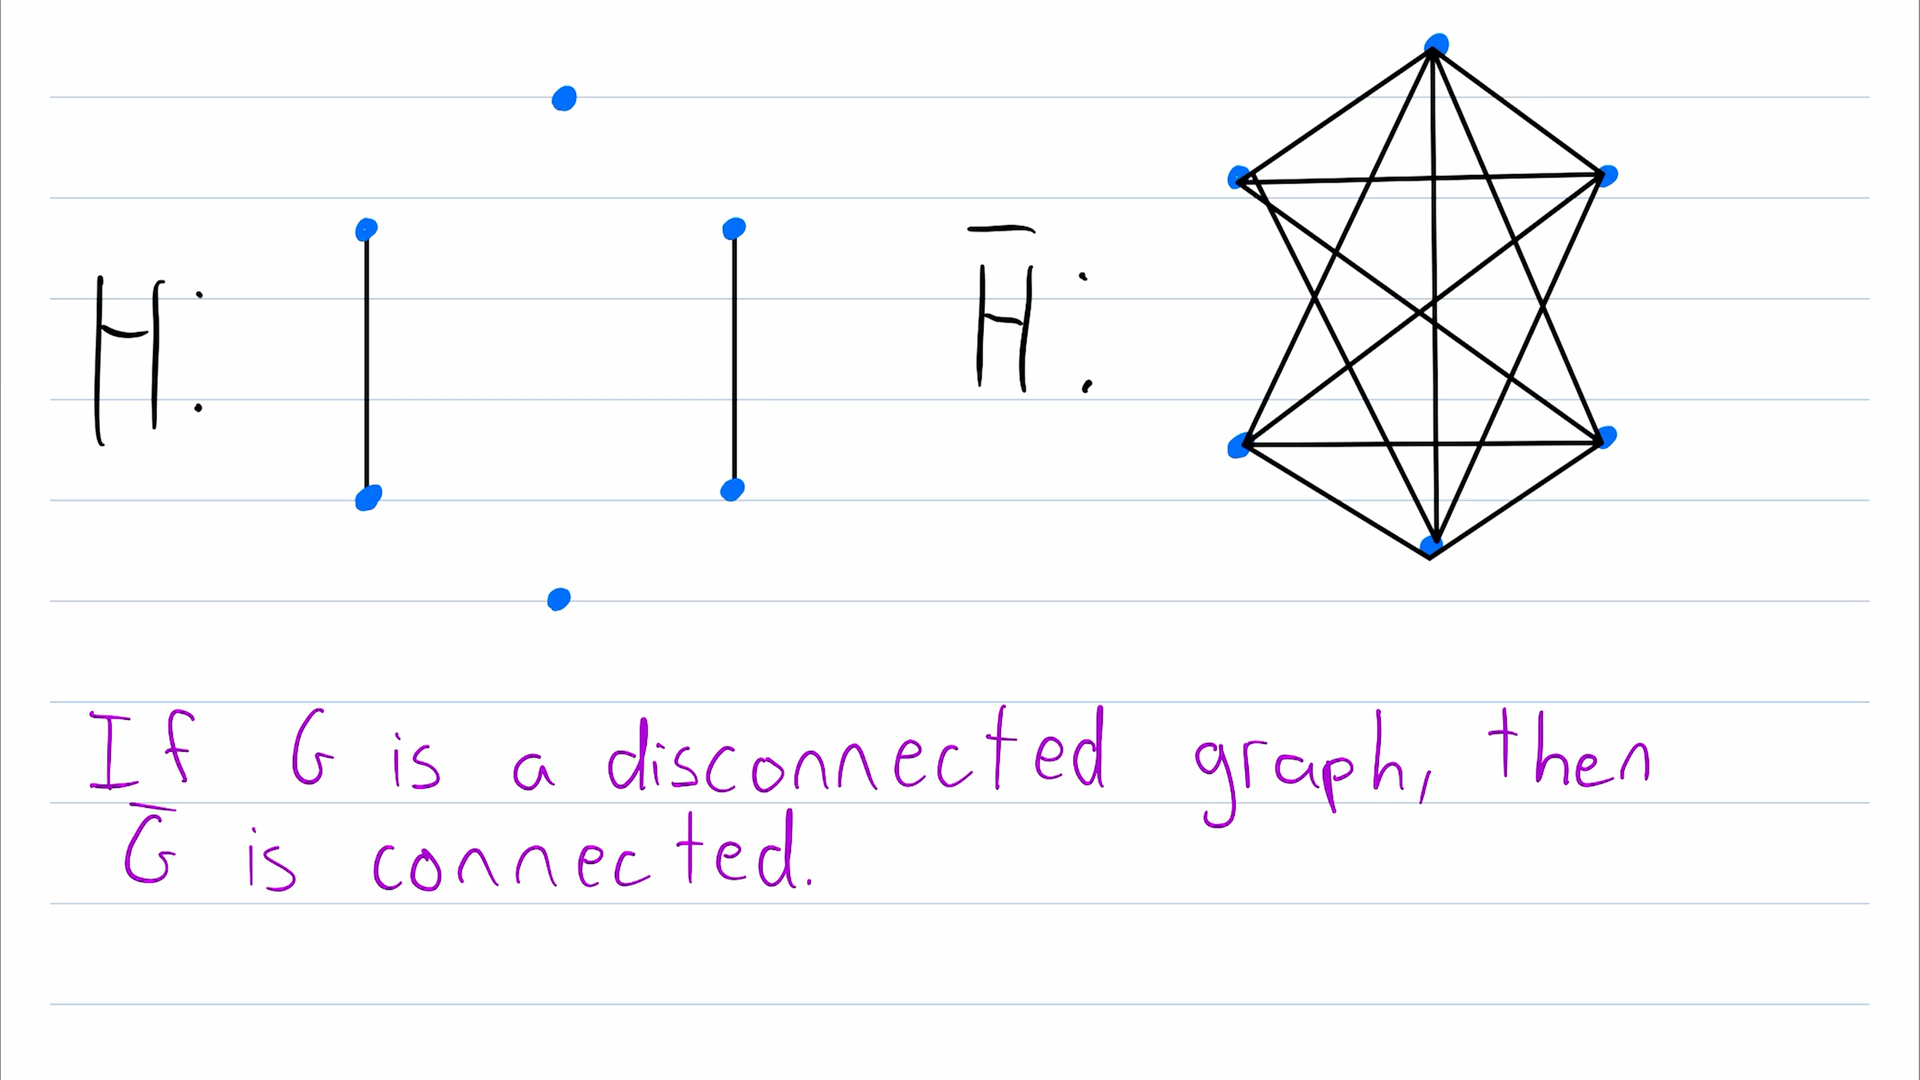 H:
H̅:
If G is a disconnected graph, then
G̅ is connected.